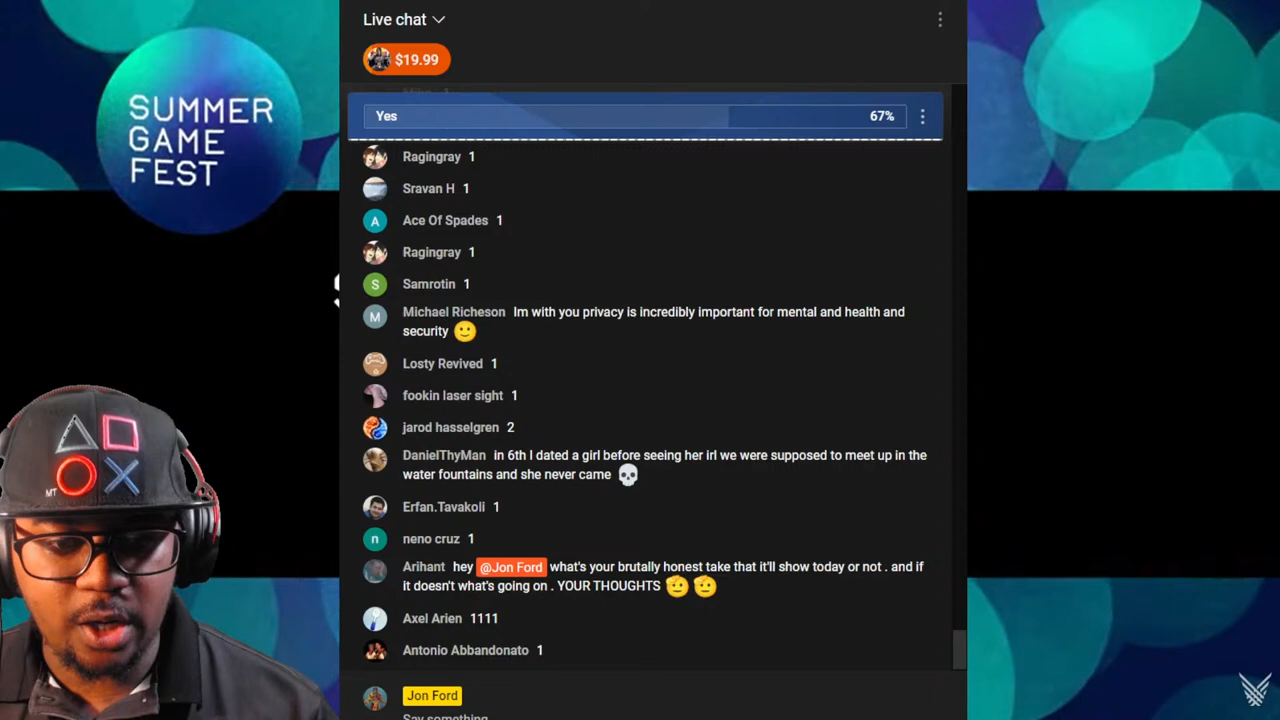 Live chat
$19.99
SUMMER
GAME
FEST
Yes 67%
Ragingray 1
Sravan H 1
A Ace Of Spades 1
Ragingray 1
S Samrotin 1
M Michael Richeson Im with you privacy is incredibly important for mental and health and
security 🙂
Losty Revived 1
fookin laser sight 1
jarod hasselgren 2
DanielThyMan in 6th I dated a girl before seeing her irl we were supposed to meet up in the
water fountains and she never came 💀
Erfan.Tavakoli 1
n neno cruz 1
Arihant hey @Jon Ford what's your brutally honest take that it'll show today or not . and if
it doesn't what's going on . YOUR THOUGHTS 🫡 🫡
Axel Arien 1111
Antonio Abbandonato 1
Jon Ford
Say something
MT